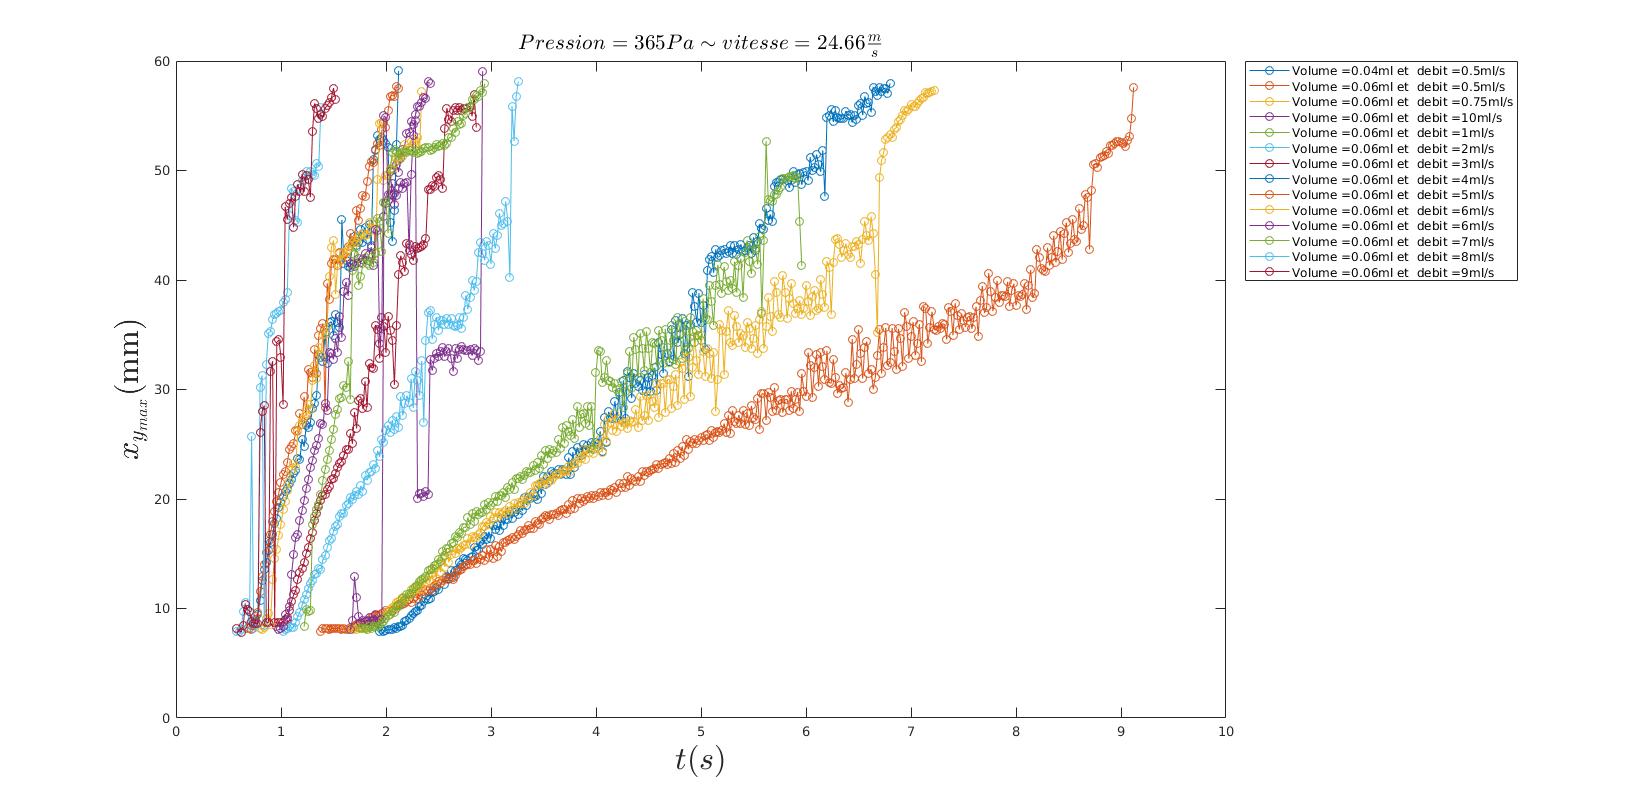 Pression = 365Pa ∼ vitesse = 24.66 m/s
60
50
40
30
20
10
0
x_{y_{max}} (mm)
0 1 2 3 4 5 6 7 8 9 10
t(s)
Volume =0.04ml et debit =0.5ml/s
Volume =0.06ml et debit =0.5ml/s
Volume =0.06ml et debit =0.75ml/s
Volume =0.06ml et debit =10ml/s
Volume =0.06ml et debit =1ml/s
Volume =0.06ml et debit =2ml/s
Volume =0.06ml et debit =3ml/s
Volume =0.06ml et debit =4ml/s
Volume =0.06ml et debit =5ml/s
Volume =0.06ml et debit =6ml/s
Volume =0.06ml et debit =6ml/s
Volume =0.06ml et debit =7ml/s
Volume =0.06ml et debit =8ml/s
Volume =0.06ml et debit =9ml/s